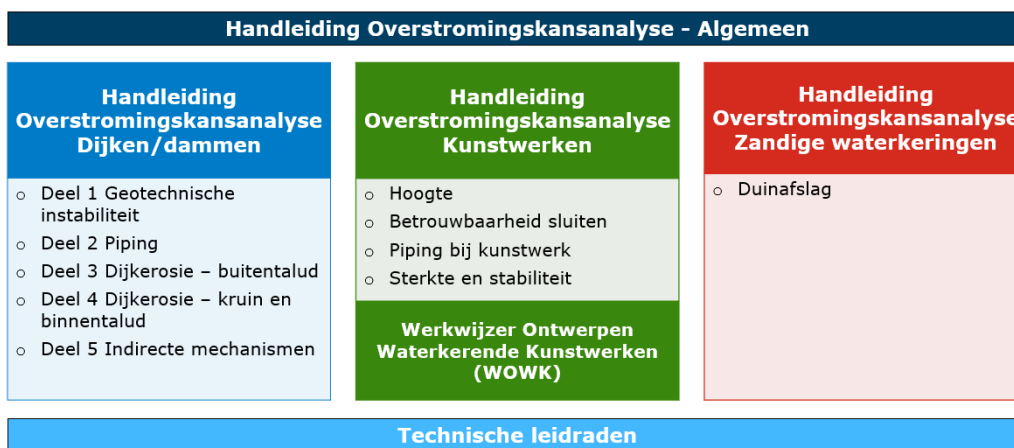 Handleiding Overstromingskansanalyse - Algemeen
Handleiding
Overstromingskansanalyse
Dijken/dammen
o Deel 1 Geotechnische
instabiliteit
o Deel 2 Piping
o Deel 3 Dijkerosie – buitentalud
o Deel 4 Dijkerosie – kruin en
binnentalud
o Deel 5 Indirecte mechanismen
Handleiding
Overstromingskansanalyse
Kunstwerken
o Hoogte
o Betrouwbaarheid sluiten
o Piping bij kunstwerk
o Sterkte en stabiliteit
Werkwijzer Ontwerpen
Waterkerende Kunstwerken
(WOWK)
Handleiding
Overstromingskansanalyse
Zandige waterkeringen
o Duinafslag
Technische leidraden